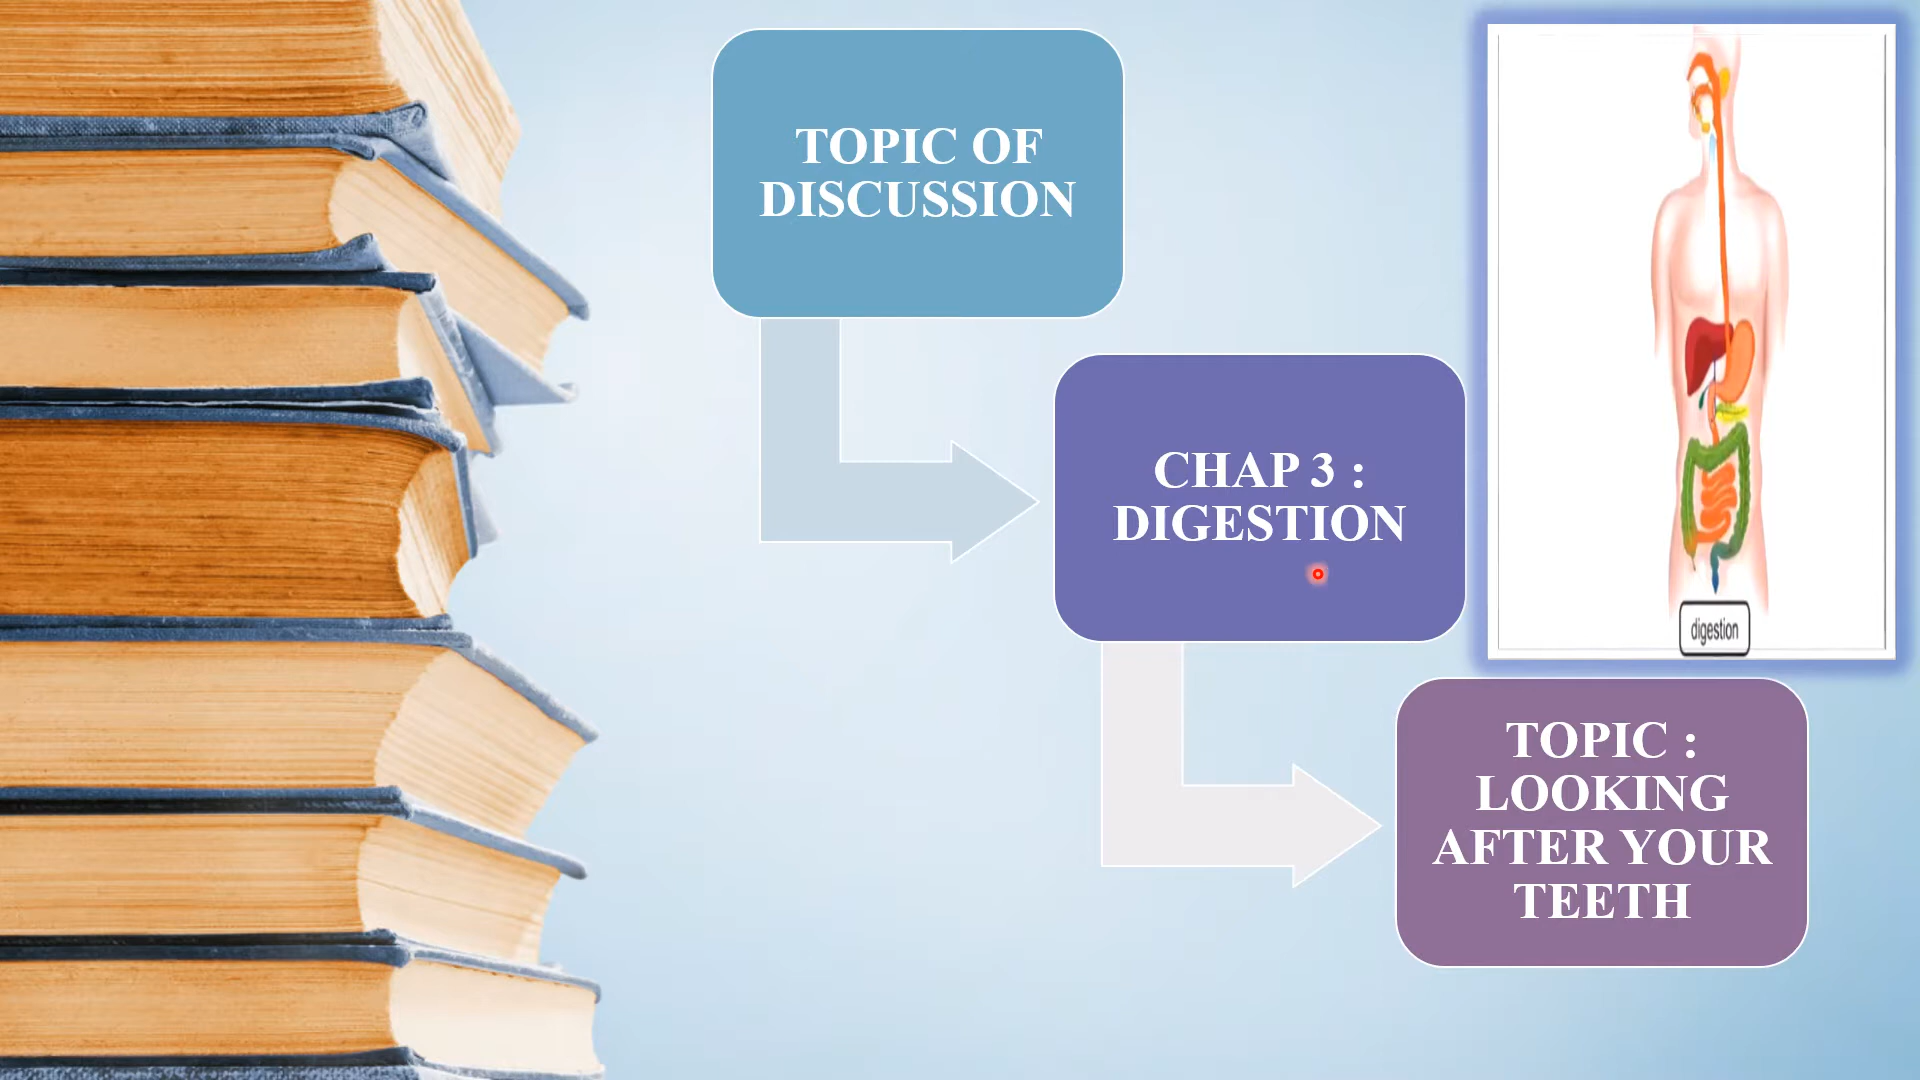 TOPIC OF
DISCUSSION
CHAP 3 :
DIGESTION
digestion
TOPIC :
LOOKING
AFTER YOUR
TEETH